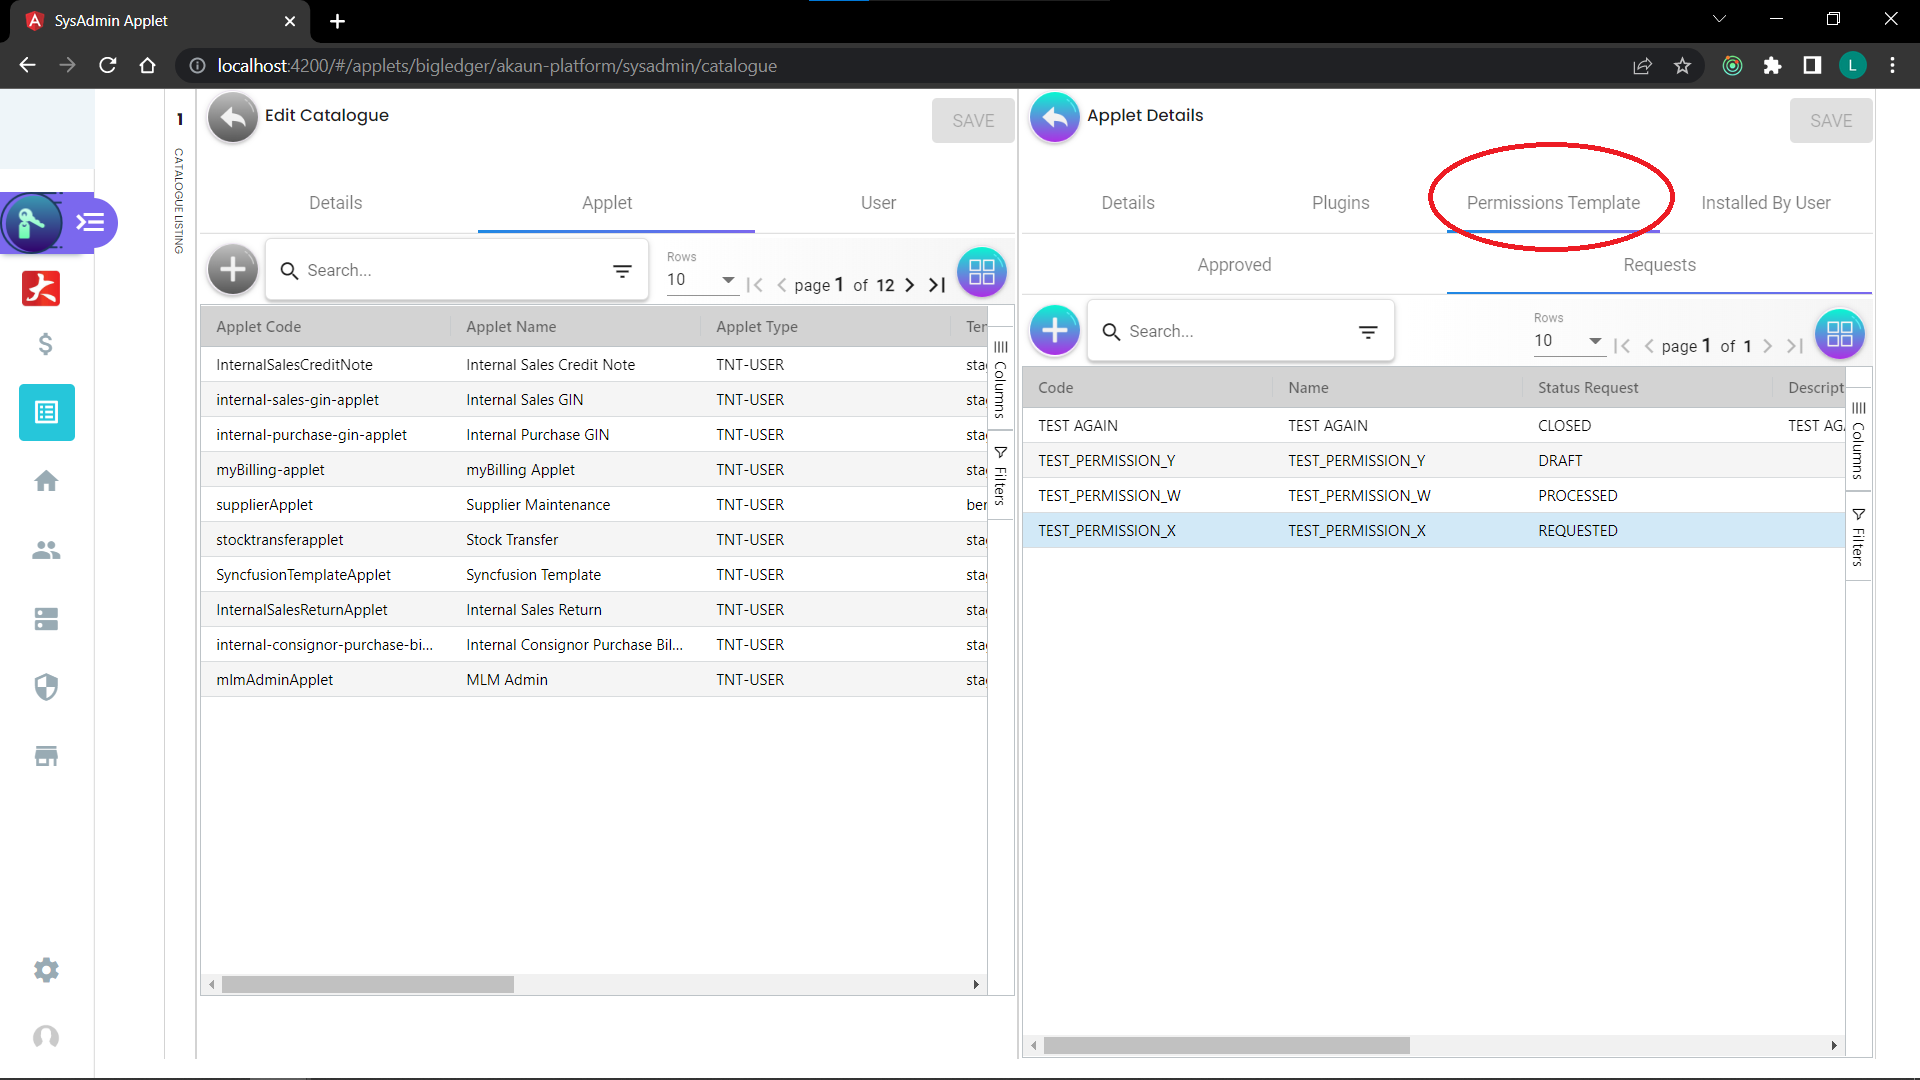 SysAdmin Applet
localhost:4200/#/applets/bigledger/akaun-platform/sysadmin/catalogue
L
1
CATALOGUE LISTING
Edit Catalogue
SAVE
Details
Applet
User
Search...
Rows
10
page 1 of 12
Applet Code Applet Name Applet Type Ten
InternalSalesCreditNote Internal Sales Credit Note TNT-USER sta
internal-sales-gin-applet Internal Sales GIN TNT-USER sta
internal-purchase-gin-applet Internal Purchase GIN TNT-USER sta
myBilling-applet myBilling Applet TNT-USER sta
supplierApplet Supplier Maintenance TNT-USER ber
stocktransferapplet Stock Transfer TNT-USER sta
SyncfusionTemplateApplet Syncfusion Template TNT-USER sta
InternalSalesReturnApplet Internal Sales Return TNT-USER sta
internal-consignor-purchase-bi... Internal Consignor Purchase Bil... TNT-USER sta
mlmAdminApplet MLM Admin TNT-USER sta
Columns
Filters
Applet Details
SAVE
Details
Plugins
Permissions Template
Installed By User
Approved
Requests
Search...
Rows
10
page 1 of 1
Code Name Status Request Descript
TEST AGAIN TEST AGAIN CLOSED TEST AG
TEST_PERMISSION_Y TEST_PERMISSION_Y DRAFT
TEST_PERMISSION_W TEST_PERMISSION_W PROCESSED
TEST_PERMISSION_X TEST_PERMISSION_X REQUESTED
Columns
Filters